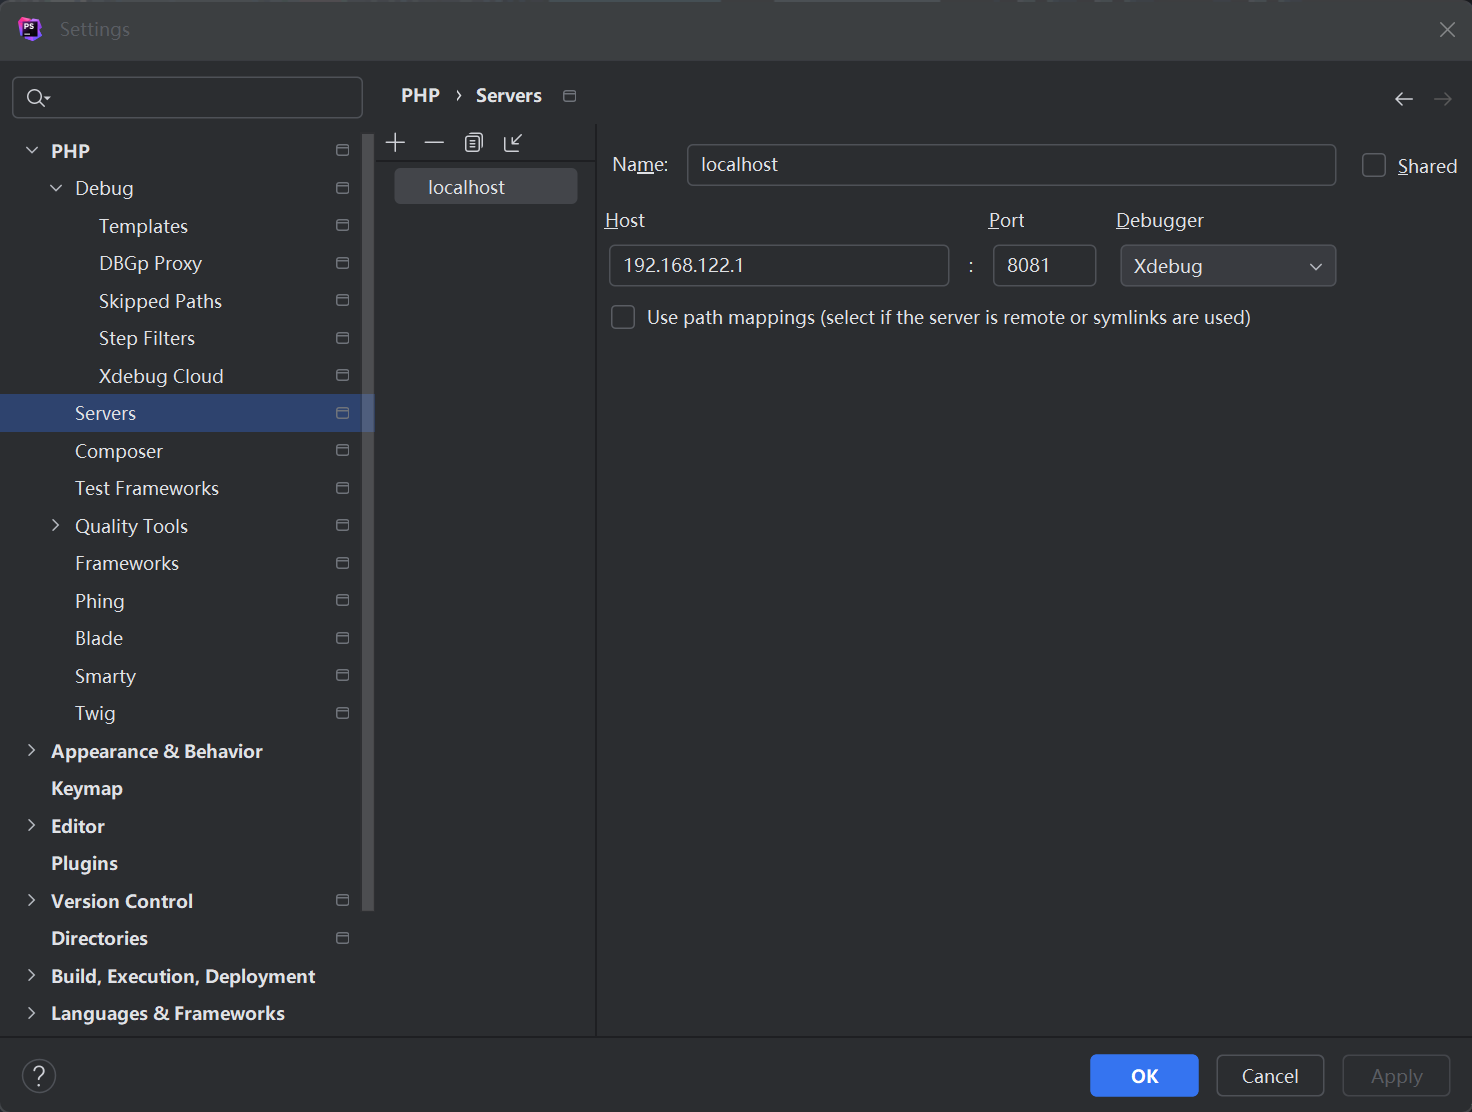 PS
Settings
PHP › Servers
PHP
Debug
Templates
DBGp Proxy
Skipped Paths
Step Filters
Xdebug Cloud
Servers
Composer
Test Frameworks
Quality Tools
Frameworks
Phing
Blade
Smarty
Twig
Appearance & Behavior
Keymap
Editor
Plugins
Version Control
Directories
Build, Execution, Deployment
Languages & Frameworks
localhost
Name: localhost Shared
Host Port Debugger
192.168.122.1 : 8081 Xdebug
Use path mappings (select if the server is remote or symlinks are used)
? OK Cancel Apply